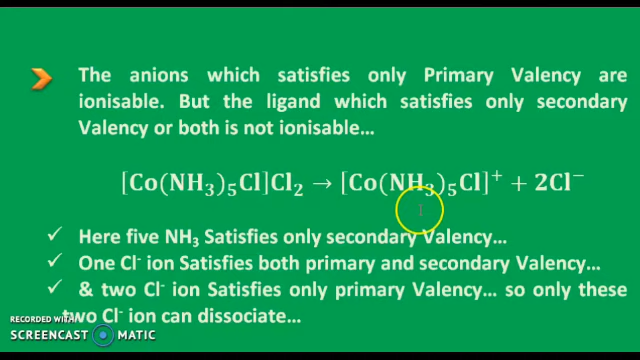 The anions which satisfies only Primary Valency are
ionisable. But the ligand which satisfies only secondary
Valency or both is not ionisable...
[Co(NH₃)₅Cl]Cl₂ → [Co(NH₃)₅Cl]⁺ + 2Cl⁻
✓ Here five NH₃ Satisfies only secondary Valency...
✓ One Cl⁻ ion Satisfies both primary and secondary Valency...
✓ & two Cl⁻ ion Satisfies only primary Valency... so only these
two Cl⁻ ion can dissociate...
RECORDED WITH
SCREENCAST MATIC